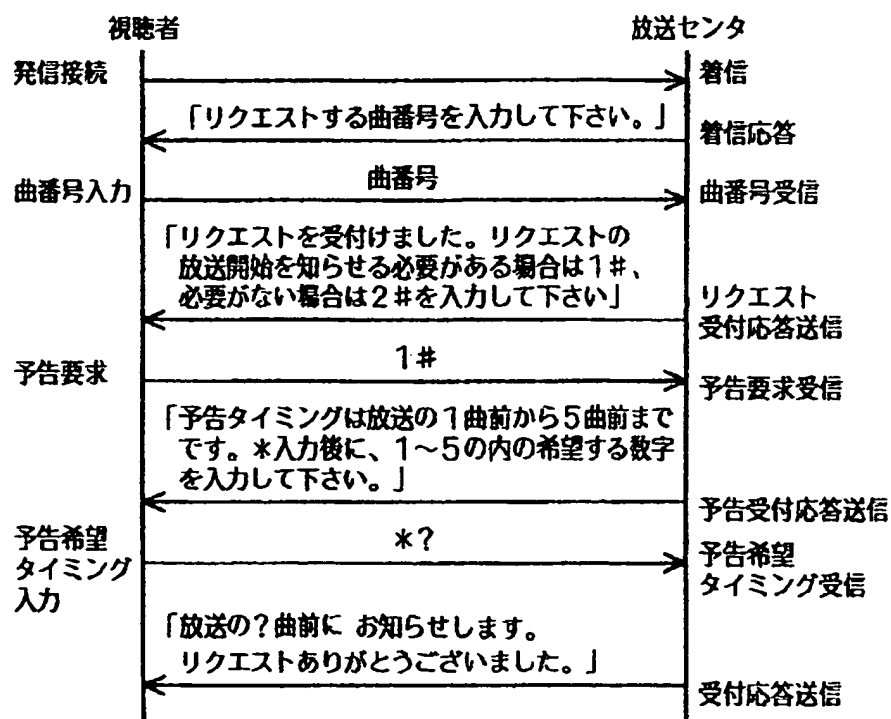 視聴者
放送センタ
発信接続
着信
「リクエストする曲番号を入力して下さい。」
着信応答
曲番号入力
曲番号
曲番号受信
「リクエストを受付けました。リクエストの
放送開始を知らせる必要がある場合は1#、
必要がない場合は2#を入力して下さい」
リクエスト
受付応答送信
予告要求
1#
予告要求受信
「予告タイミングは放送の1曲前から5曲前まで
です。*入力後に、1〜5の内の希望する数字
を入力して下さい。」
予告受付応答送信
予告希望
タイミング
入力
*?
予告希望
タイミング受信
「放送の?曲前に お知らせします。
リクエストありがとうございました。」
受付応答送信